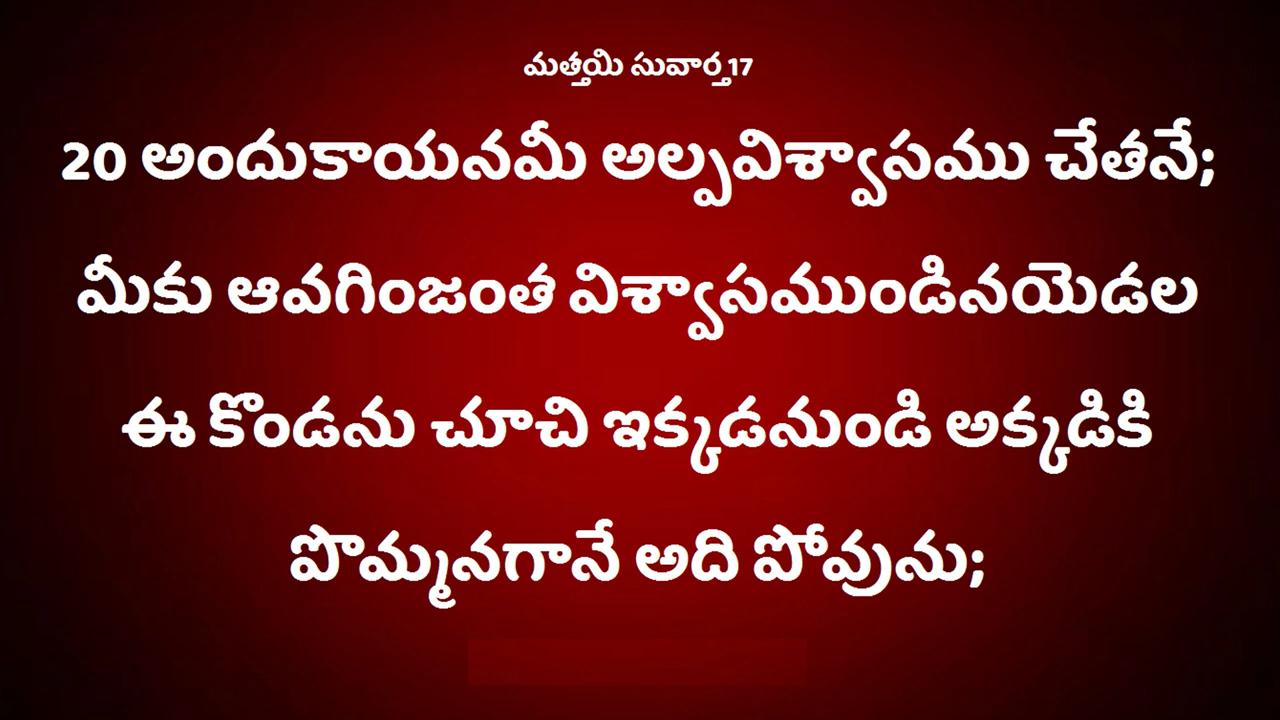 మత్తయి సువార్త 17
20 అందుకాయనమీ అల్పవిశ్వాసము చేతనే;
మీకు ఆవగింజంత విశ్వాసముండినయెడల
ఈ కొండను చూచి ఇక్కడనుండి అక్కడికి
పొమ్మనగానే అది పోవును;